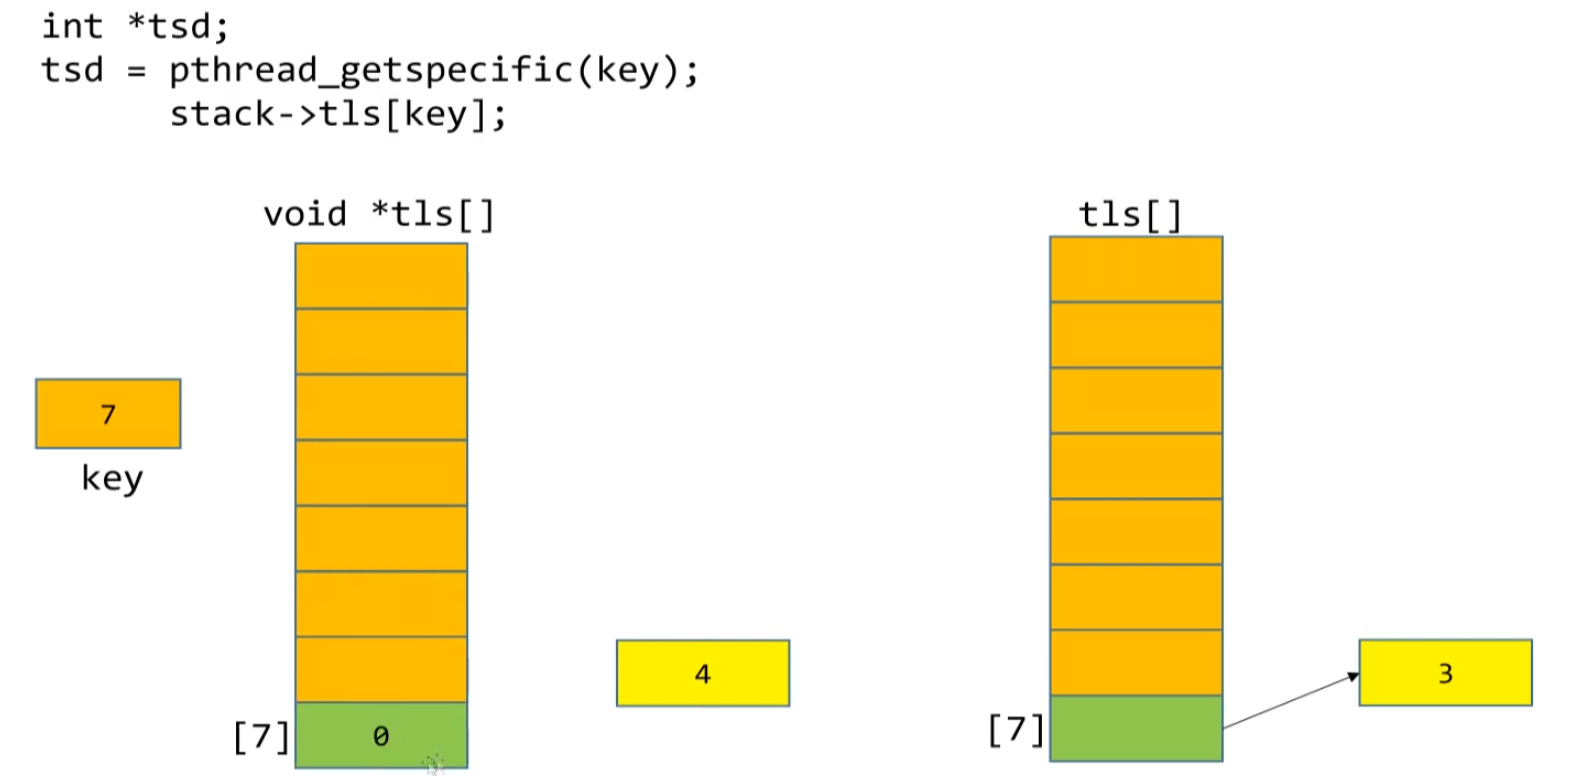 int *tsd;
tsd = pthread_getspecific(key);
stack->tls[key];
void *tls[]
tls[]
7
key
4
3
[7]
0
[7]